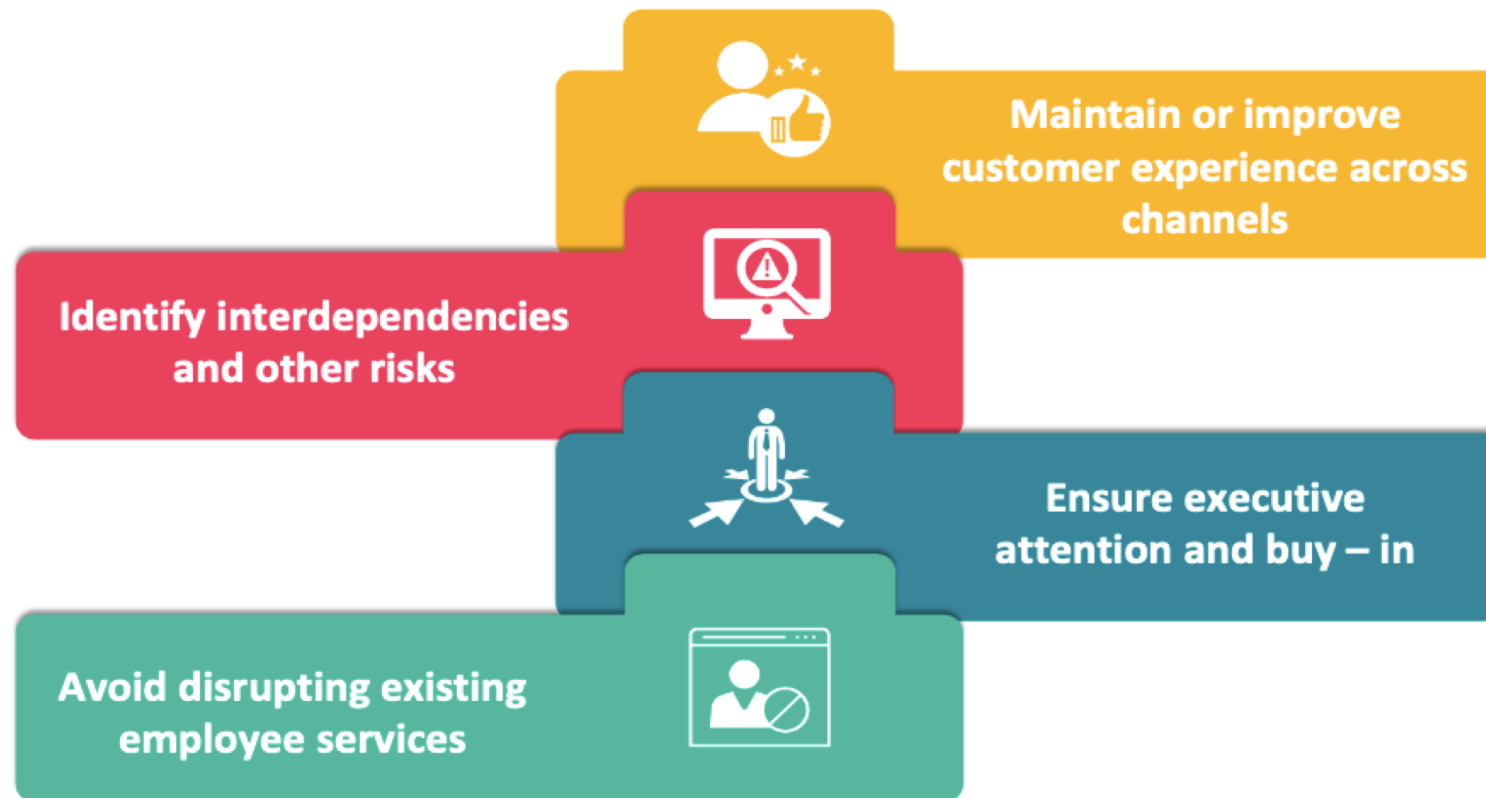 Maintain or improve
customer experience across
channels
Identify interdependencies
and other risks
Ensure executive
attention and buy – in
Avoid disrupting existing
employee services